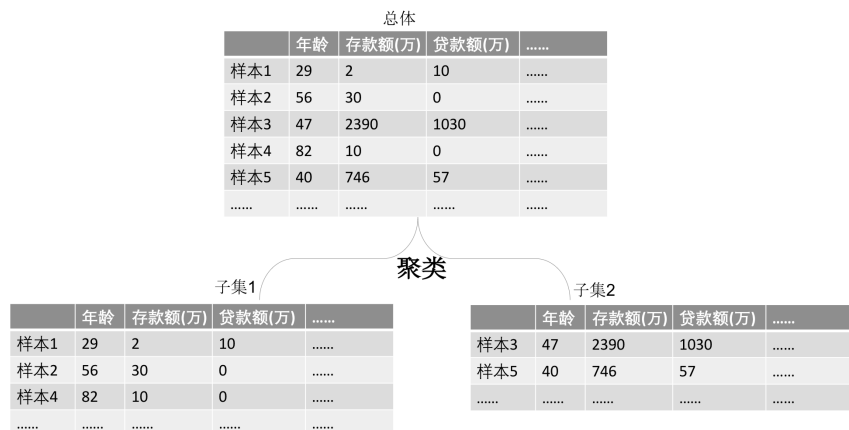 总体
年龄 存款额(万) 贷款额(万) ……
样本1 29 2 10 ……
样本2 56 30 0 ……
样本3 47 2390 1030 ……
样本4 82 10 0 ……
样本5 40 746 57 ……
…… …… …… …… ……
聚类
子集1
年龄 存款额(万) 贷款额(万) ……
样本1 29 2 10 ……
样本2 56 30 0 ……
样本4 82 10 0 ……
…… …… …… …… ……
子集2
年龄 存款额(万) 贷款额(万) ……
样本3 47 2390 1030 ……
样本5 40 746 57 ……
…… …… …… …… ……